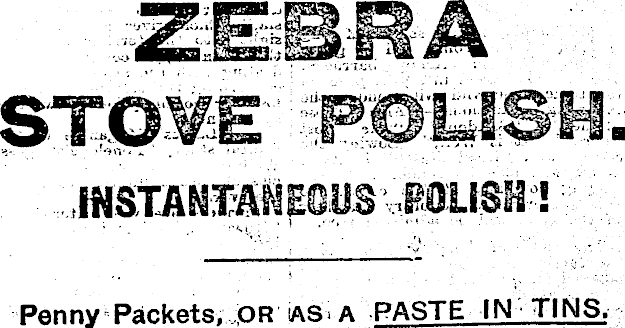 ZEBRA
STOVE POLISH.
INSTANTANEOUS POLISH!
Penny Packets, OR AS A PASTE IN TINS.